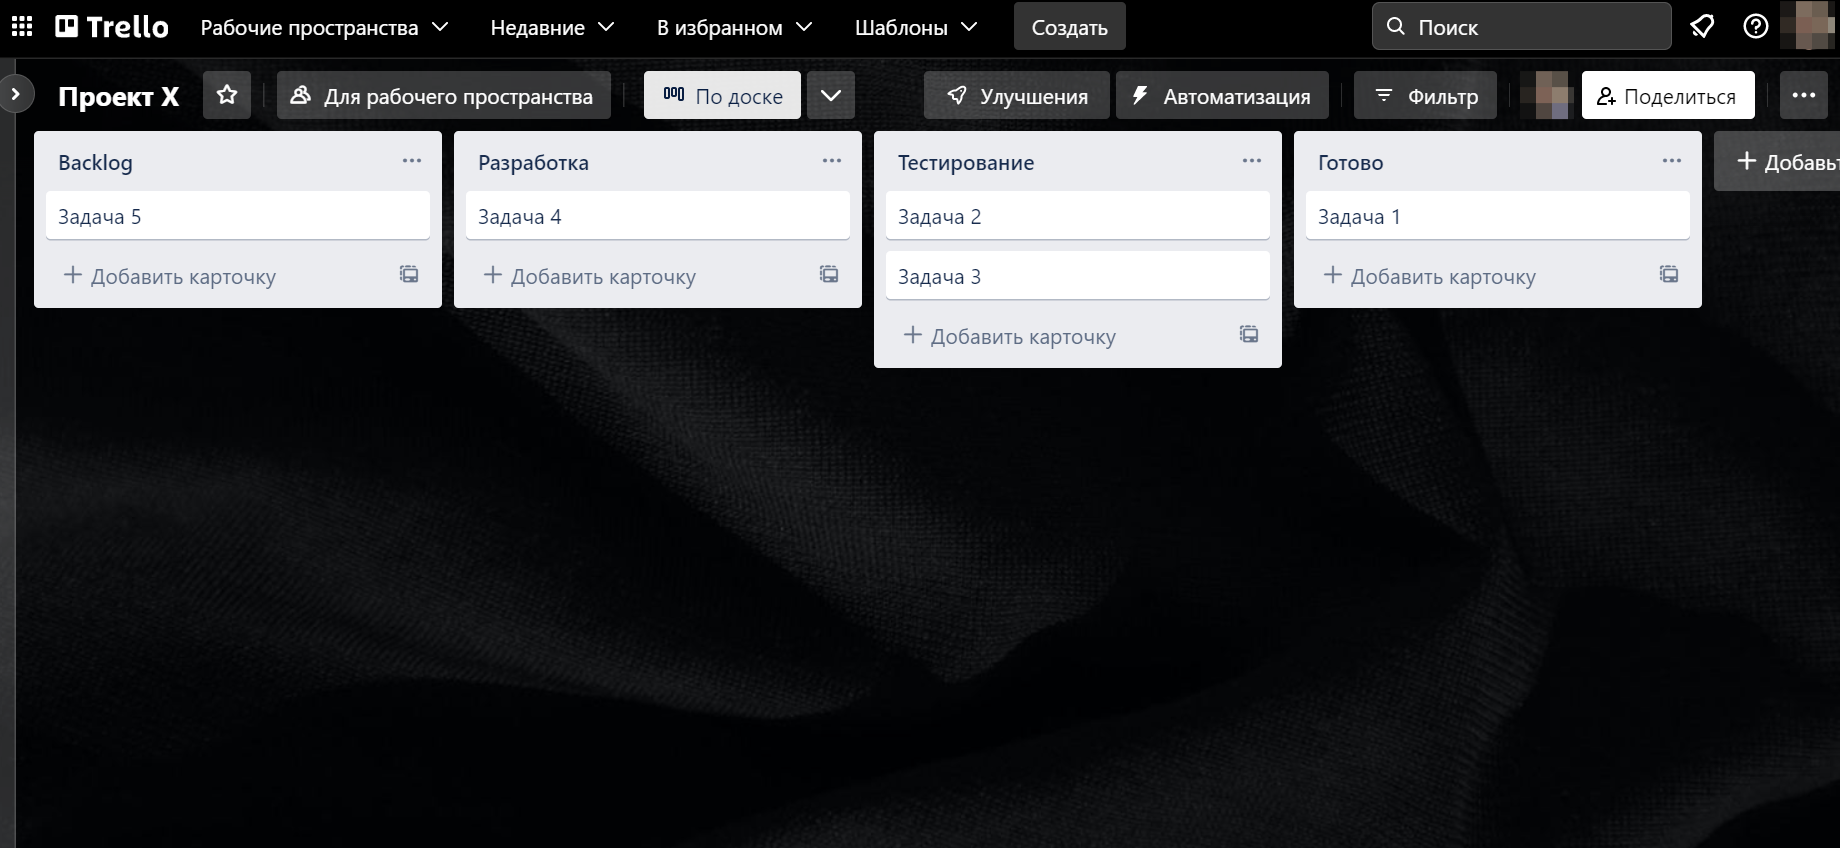 Trello Рабочие пространства Недавние В избранном Шаблоны Создать Поиск
Проект X Для рабочего пространства По доске Улучшения Автоматизация Фильтр Поделиться
Backlog
Задача 5
Добавить карточку
Разработка
Задача 4
Добавить карточку
Тестирование
Задача 2
Задача 3
Добавить карточку
Готово
Задача 1
Добавить карточку